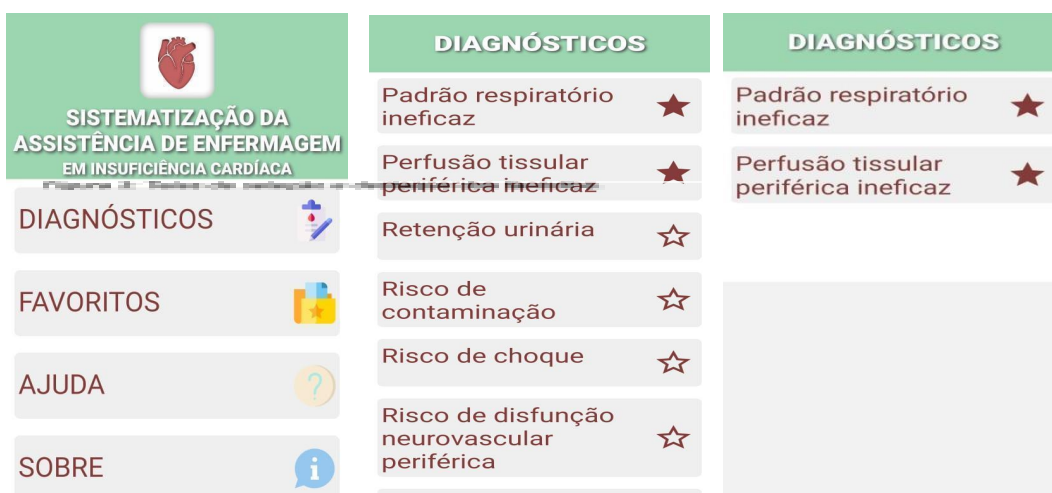 SISTEMATIZAÇÃO DA
ASSISTÊNCIA DE ENFERMAGEM
EM INSUFICIÊNCIA CARDÍACA
DIAGNÓSTICOS
FAVORITOS
AJUDA
SOBRE
DIAGNÓSTICOS
Padrão respiratório
ineficaz
Perfusão tissular
periférica ineficaz
Retenção urinária
Risco de
contaminação
Risco de choque
Risco de disfunção
neurovascular
periférica
DIAGNÓSTICOS
Padrão respiratório
ineficaz
Perfusão tissular
periférica ineficaz